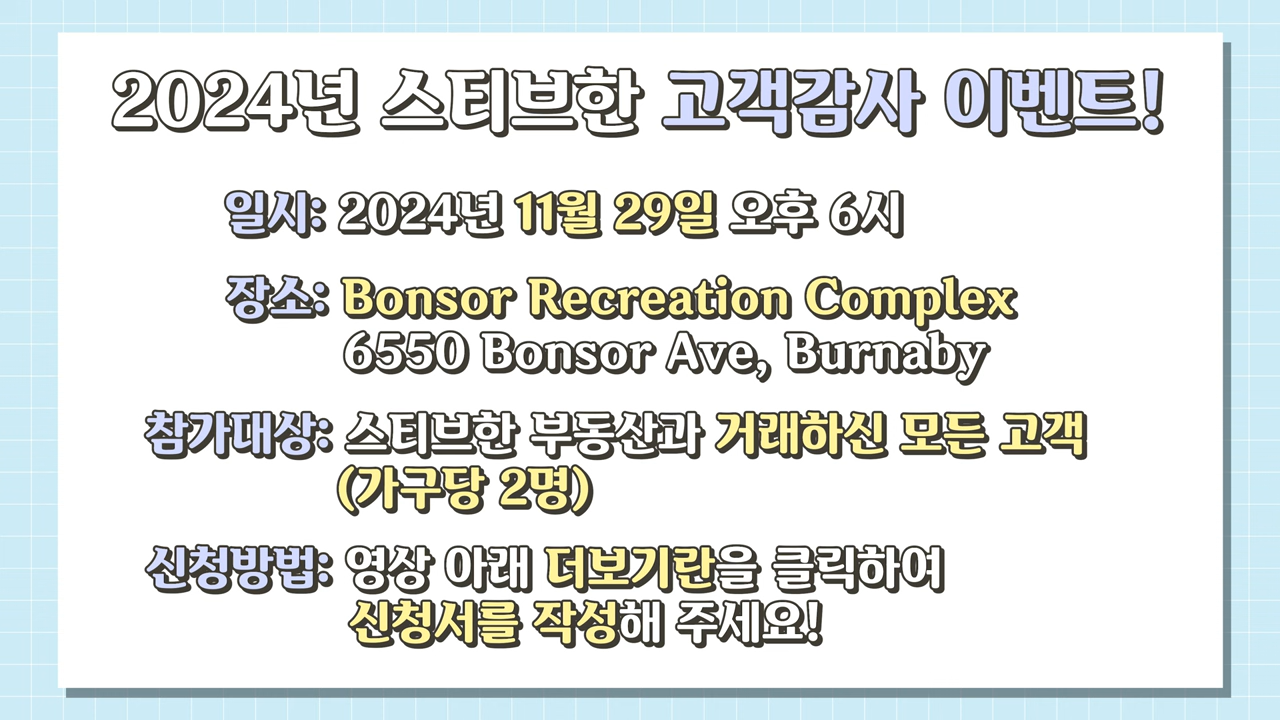 2024년 스티브한 고객감사 이벤트!
일시: 2024년 11월 29일 오후 6시
장소: Bonsor Recreation Complex
6550 Bonsor Ave, Burnaby
참가대상: 스티브한 부동산과 거래하신 모든 고객
(가구당 2명)
신청방법: 영상 아래 더보기란을 클릭하여
신청서를 작성해 주세요!